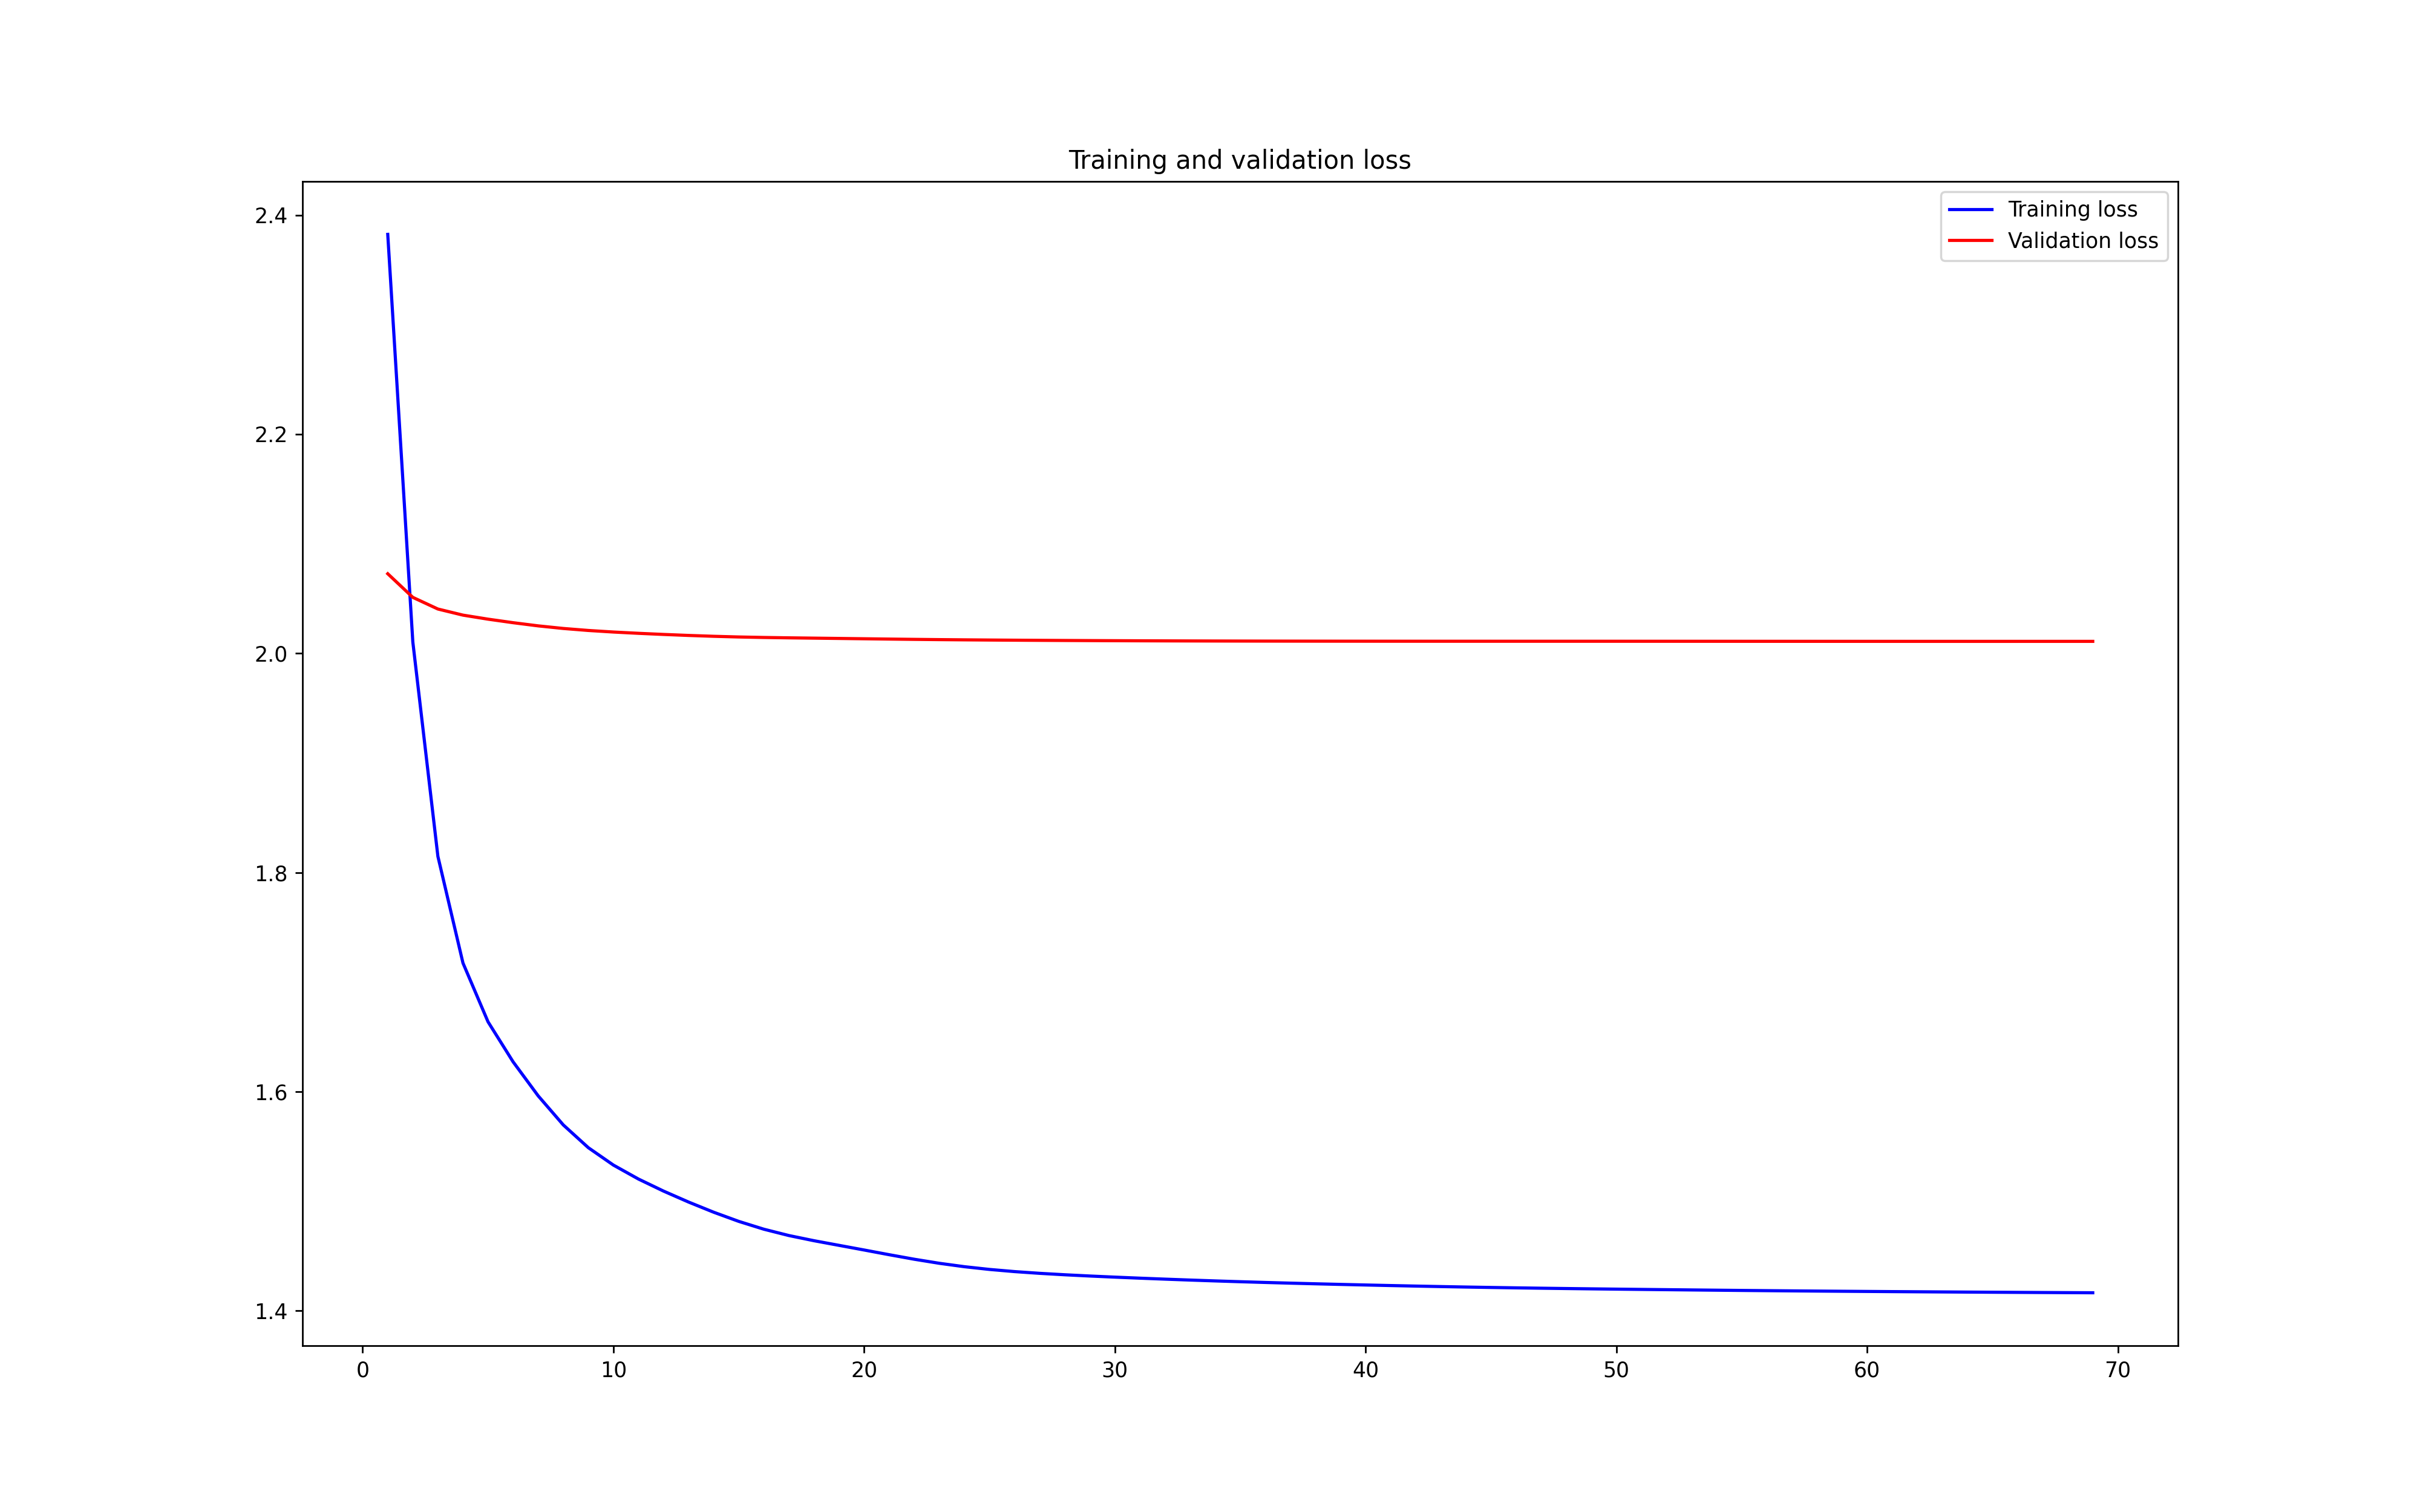 Training and validation loss
Training loss
Validation loss
2.4
2.2
2.0
1.8
1.6
1.4
0 10 20 30 40 50 60 70